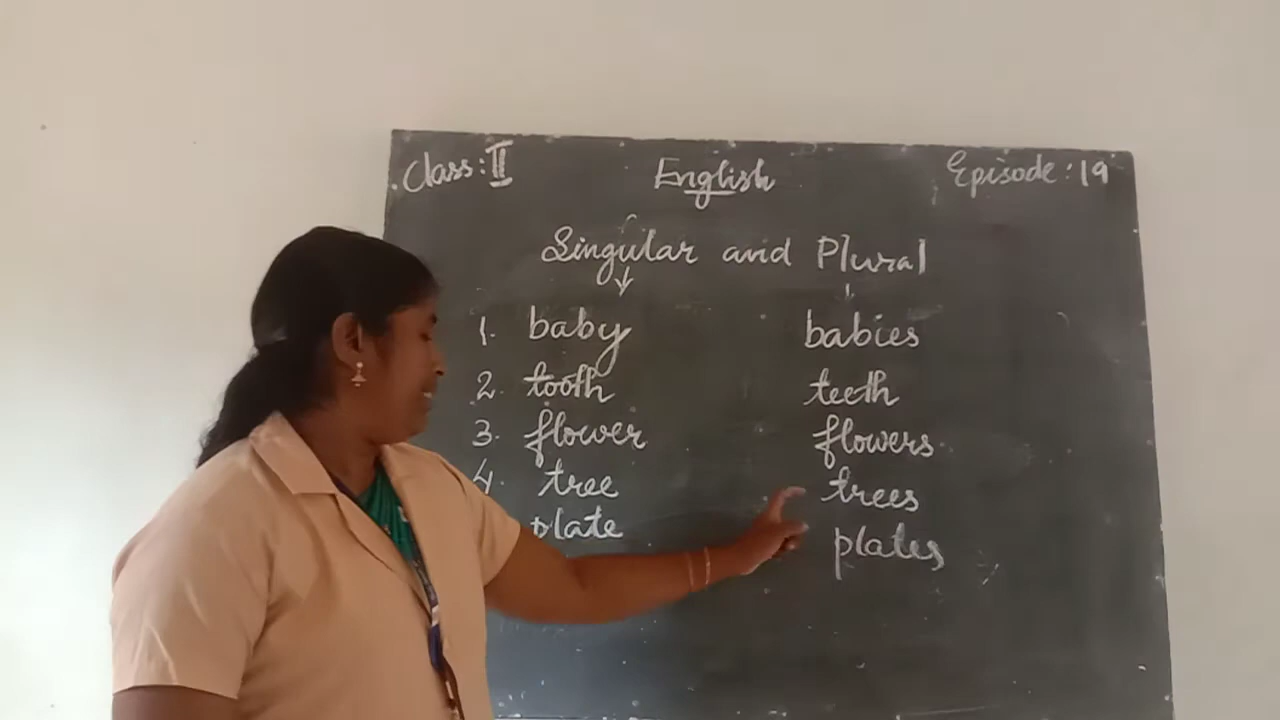 Class: II English Episode: 19
Singular and Plural
1. baby babies
2. tooth teeth
3. flower flowers
4. tree trees
plate plates